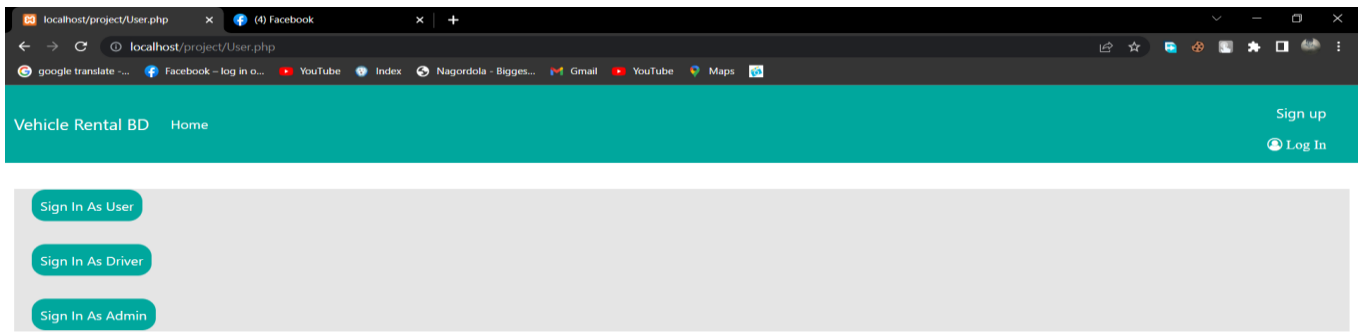 localhost/project/User.php (4) Facebook
localhost/project/User.php
google translate -... Facebook – log in o... YouTube Index Nagordola - Bigges... Gmail YouTube Maps
Sign up
Vehicle Rental BD Home
Log In
Sign In As User
Sign In As Driver
Sign In As Admin